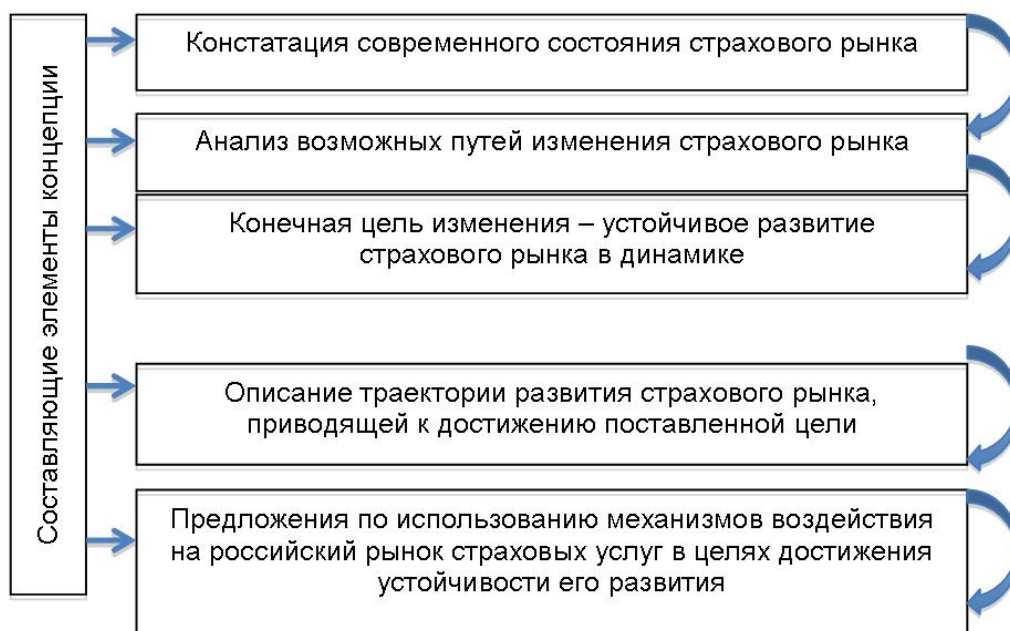 Составляющие элементы концепции
Констатация современного состояния страхового рынка
Анализ возможных путей изменения страхового рынка
Конечная цель изменения – устойчивое развитие
страхового рынка в динамике
Описание траектории развития страхового рынка,
приводящей к достижению поставленной цели
Предложения по использованию механизмов воздействия
на российский рынок страховых услуг в целях достижения
устойчивости его развития